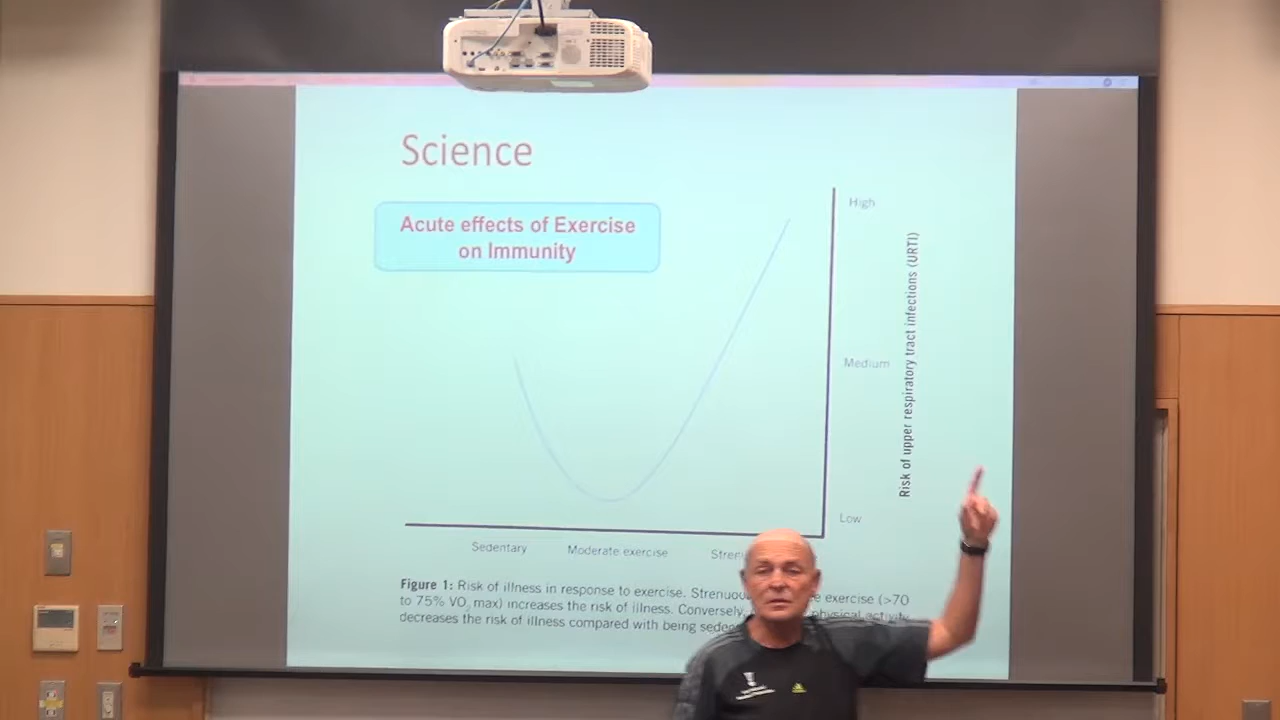 Science
Acute effects of Exercise
on Immunity
High
Medium
Low
Risk of upper respiratory tract infections (URTI)
Sedentary
Moderate exercise
Figure 1: Risk of illness in response to exercise. exercise (>70
to 75% VO2 max) increases the risk of illness. Conversely, physical activity
decreases the risk of illness compared with being